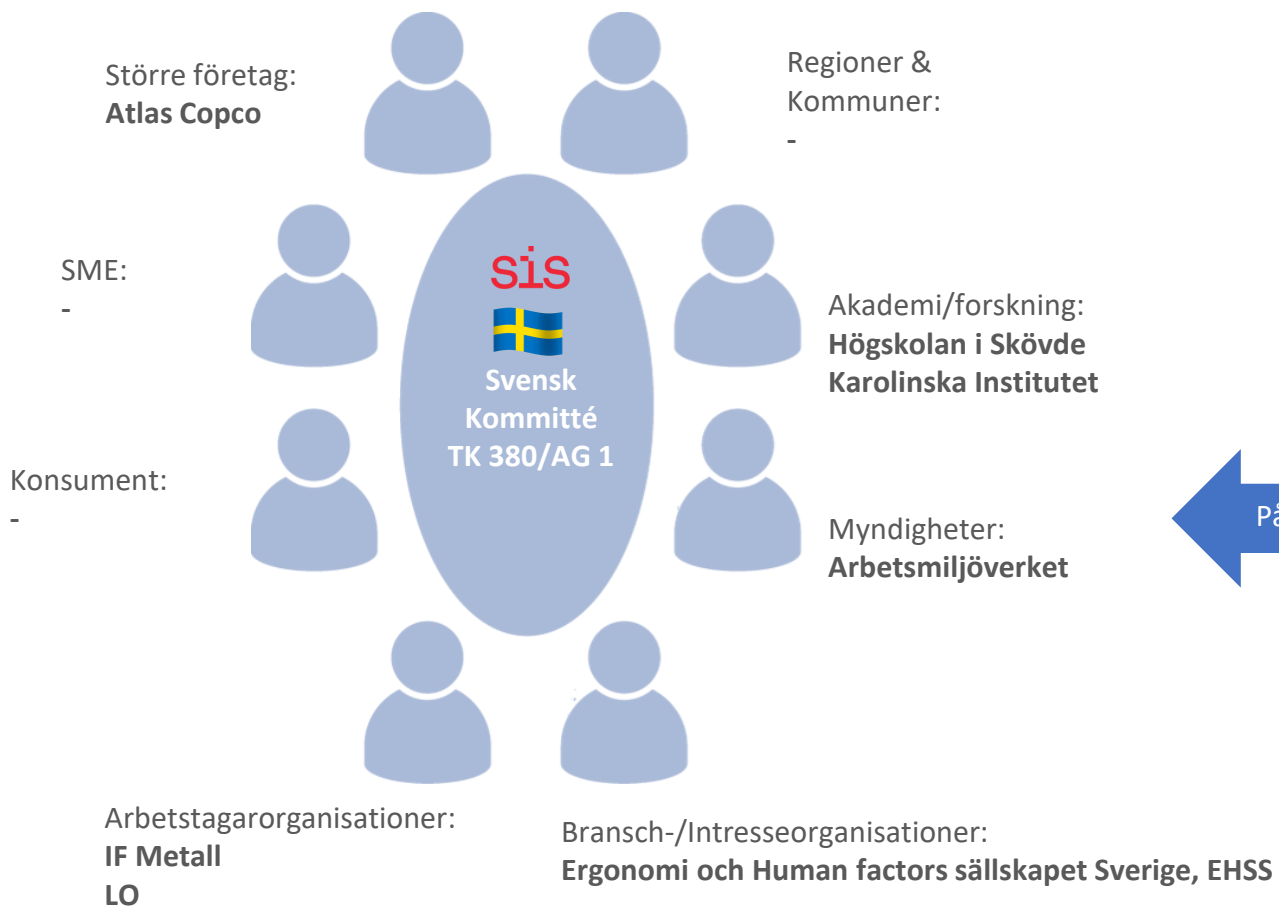 Större företag:
Atlas Copco
Regioner &
Kommuner:
-
SME:
-
sis
Svensk
Kommitté
TK 380/AG 1
Akademi/forskning:
Högskolan i Skövde
Karolinska Institutet
Konsument:
-
Myndigheter:
Arbetsmiljöverket
Arbetstagarorganisationer:
IF Metall
LO
Bransch-/Intresseorganisationer:
Ergonomi och Human factors sällskapet Sverige, EHSS